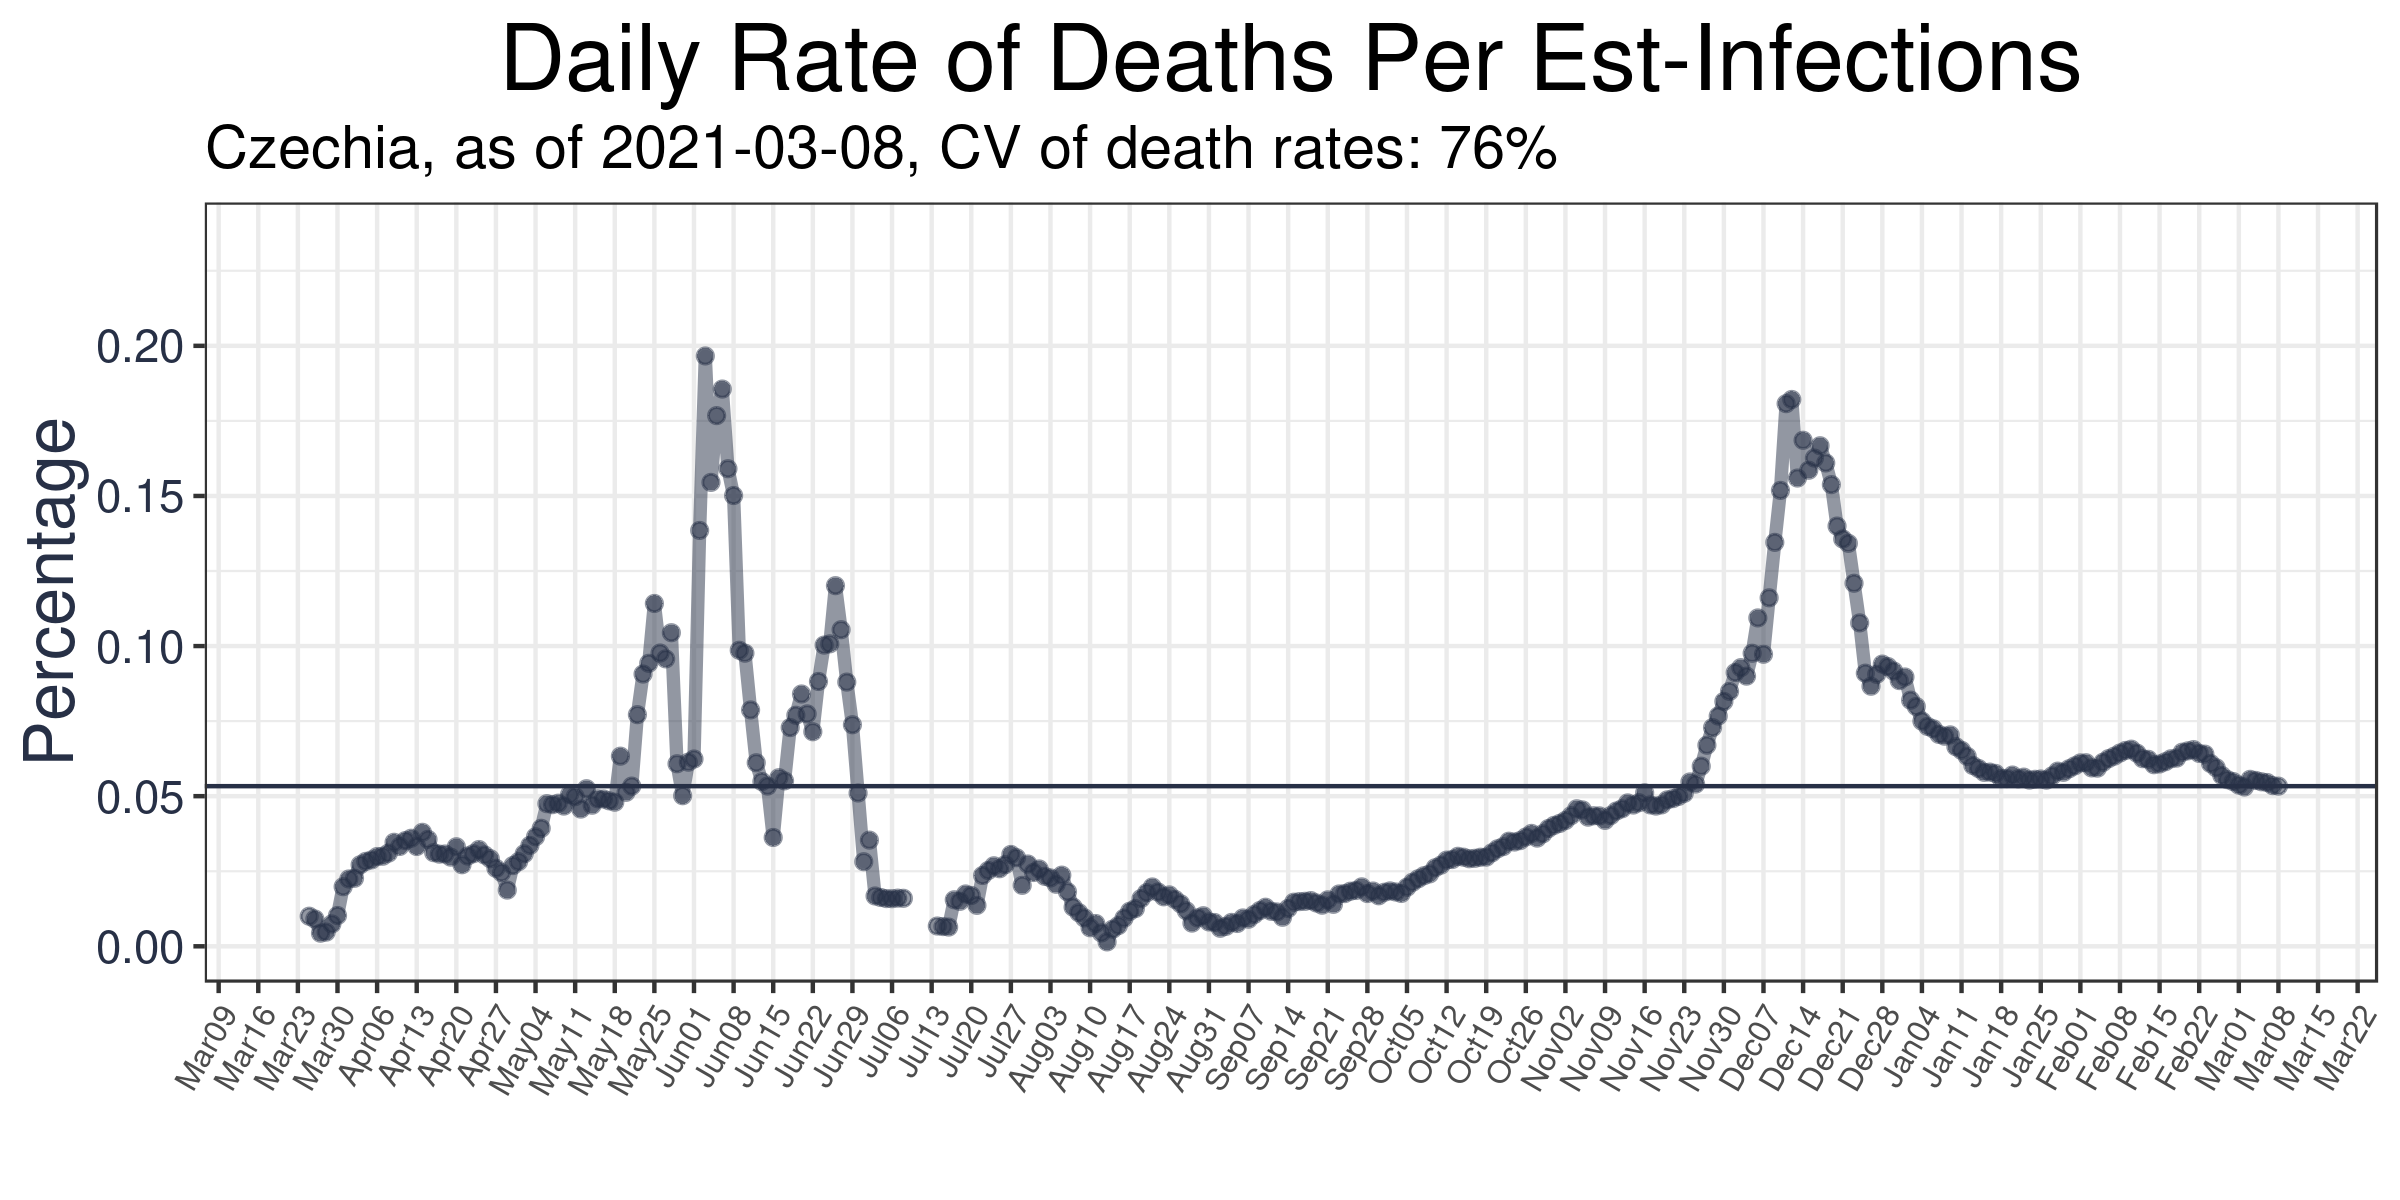 Daily Rate of Deaths Per Est-Infections
Czechia, as of 2021-03-08, CV of death rates: 76%
Percentage
0.20
0.15
0.10
0.05
0.00
Mar09
Mar16
Mar23
Mar30
Apr06
Apr13
Apr20
Apr27
May04
May11
May18
May25
Jun01
Jun08
Jun15
Jun22
Jun29
Jul06
Jul13
Jul20
Jul27
Aug03
Aug10
Aug17
Aug24
Aug31
Sep07
Sep14
Sep21
Sep28
Oct05
Oct12
Oct19
Oct26
Nov02
Nov09
Nov16
Nov23
Nov30
Dec07
Dec14
Dec21
Dec28
Jan04
Jan11
Jan18
Jan25
Feb01
Feb08
Feb15
Feb22
Mar01
Mar08
Mar15
Mar22